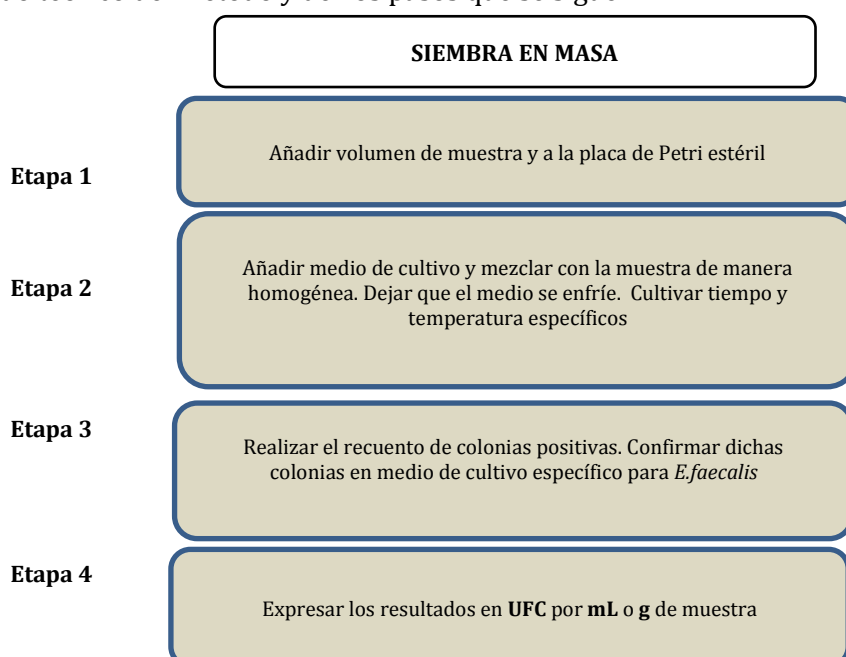 SIEMBRA EN MASA
Etapa 1
Añadir volumen de muestra y a la placa de Petri estéril
Etapa 2
Añadir medio de cultivo y mezclar con la muestra de manera
homogénea. Dejar que el medio se enfríe. Cultivar tiempo y
temperatura específicos
Etapa 3
Realizar el recuento de colonias positivas. Confirmar dichas
colonias en medio de cultivo específico para E.faecalis
Etapa 4
Expresar los resultados en UFC por mL o g de muestra